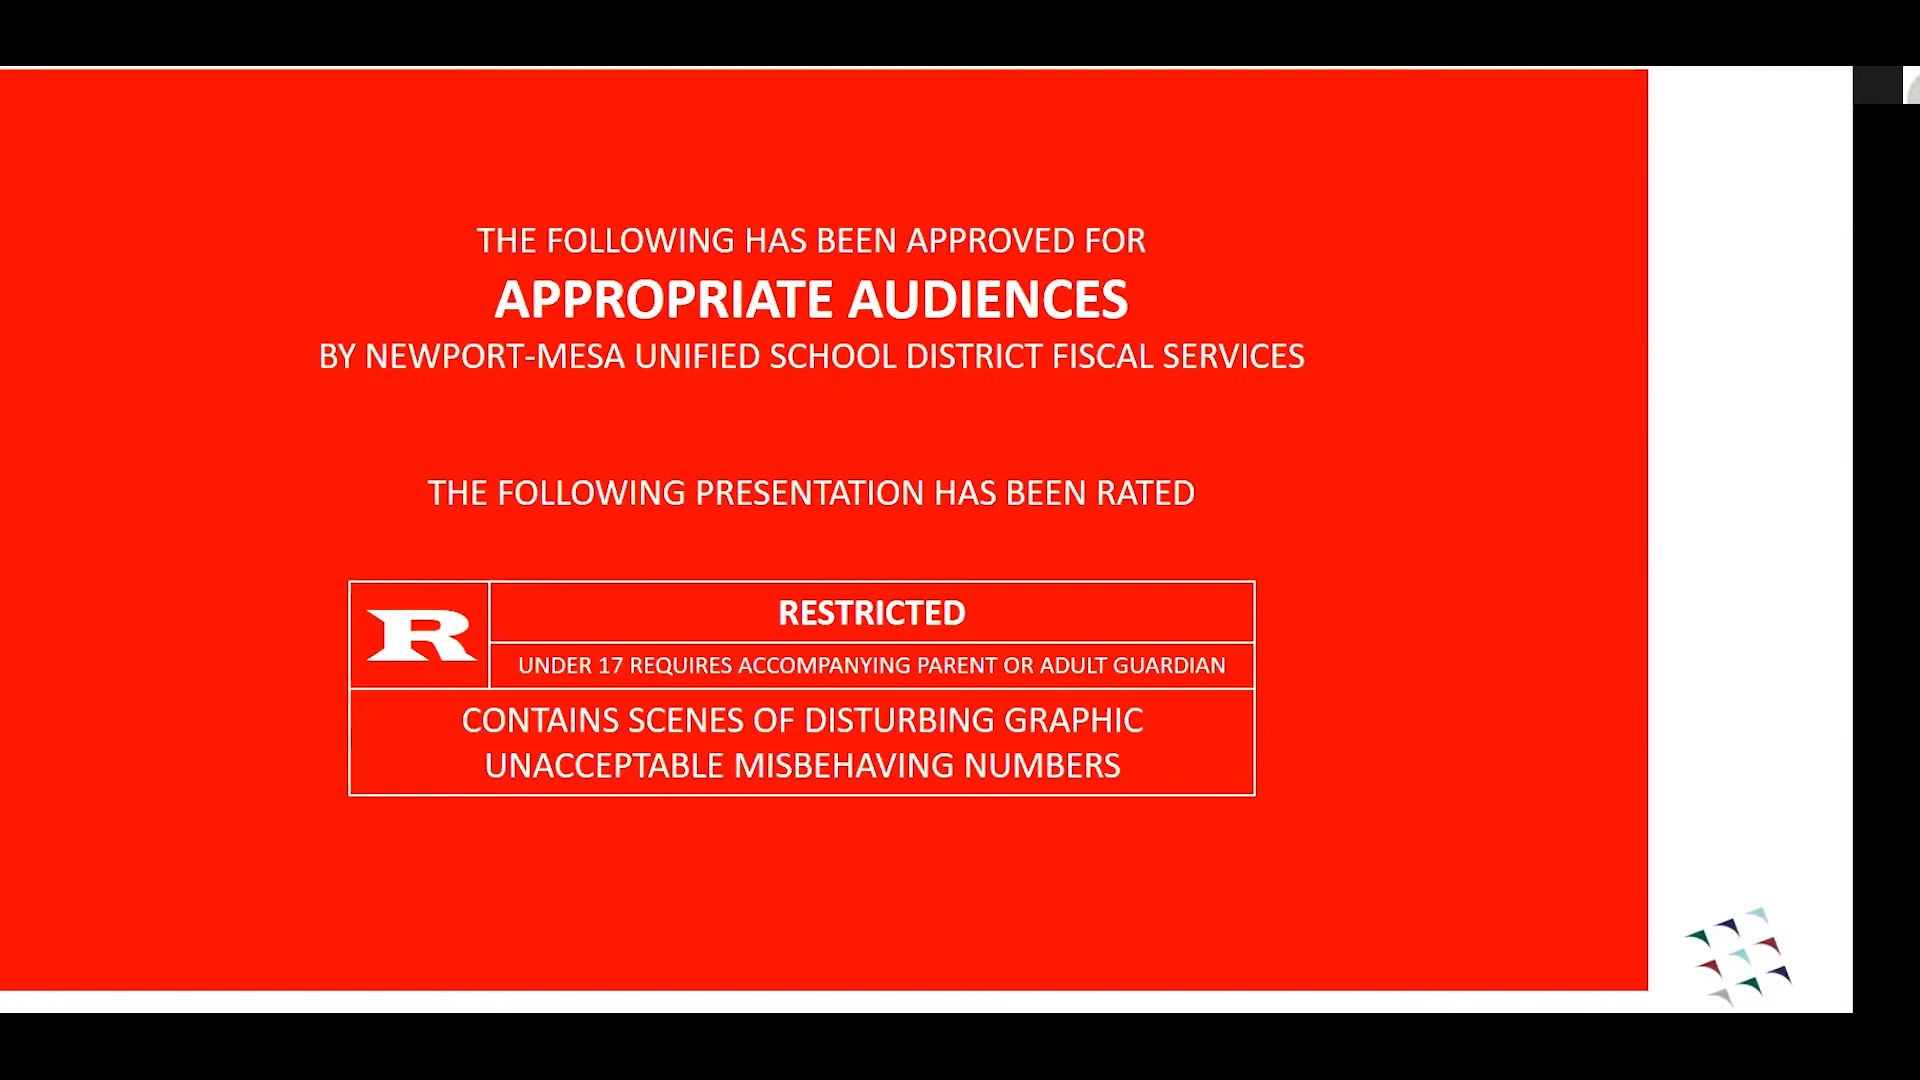 THE FOLLOWING HAS BEEN APPROVED FOR
APPROPRIATE AUDIENCES
BY NEWPORT-MESA UNIFIED SCHOOL DISTRICT FISCAL SERVICES
THE FOLLOWING PRESENTATION HAS BEEN RATED
R
RESTRICTED
UNDER 17 REQUIRES ACCOMPANYING PARENT OR ADULT GUARDIAN
CONTAINS SCENES OF DISTURBING GRAPHIC
UNACCEPTABLE MISBEHAVING NUMBERS